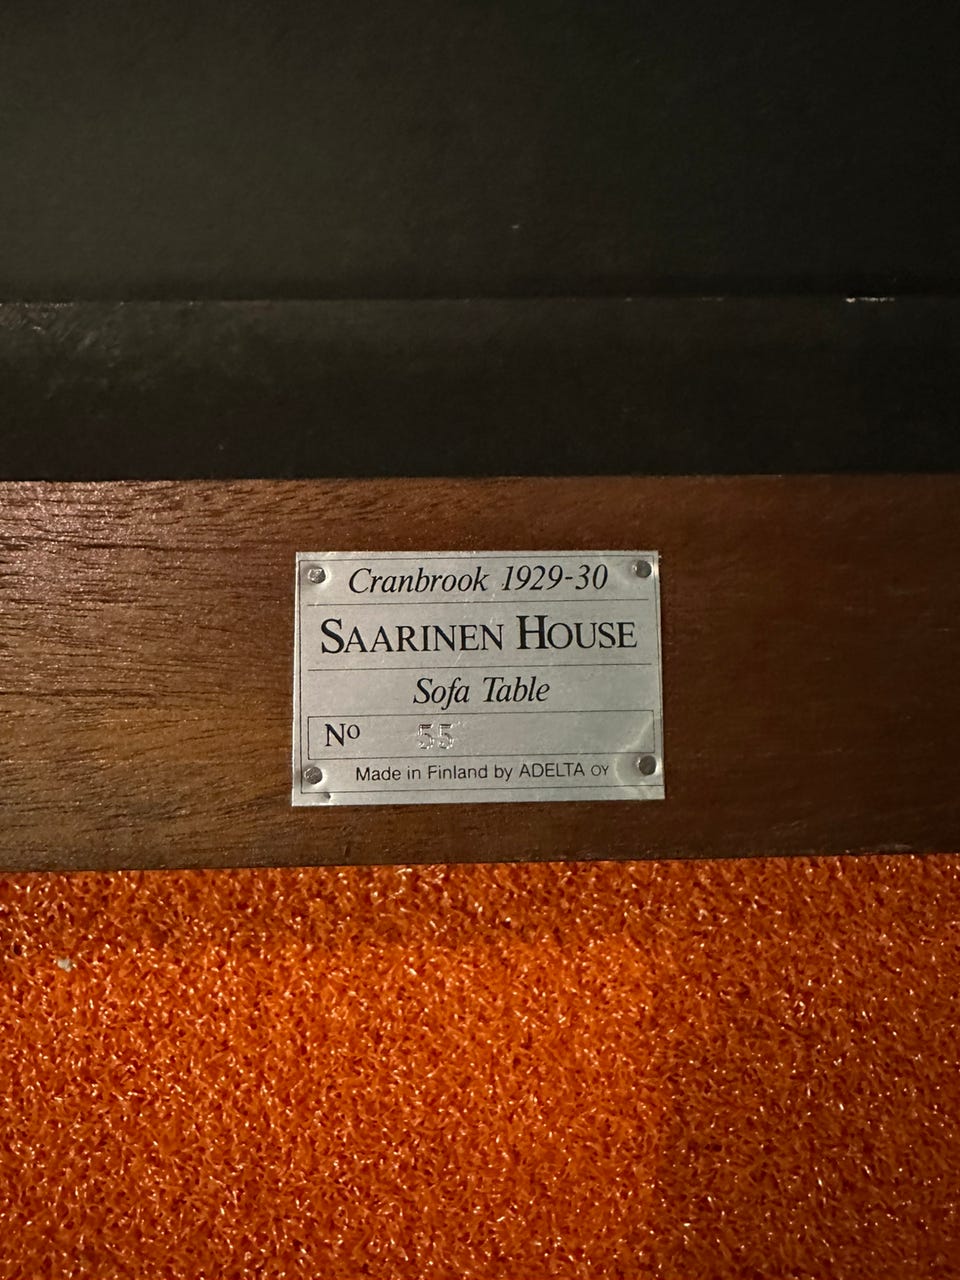 Cranbrook 1929-30
SAARINEN HOUSE
Sofa Table
Nº 55
Made in Finland by ADELTA OY